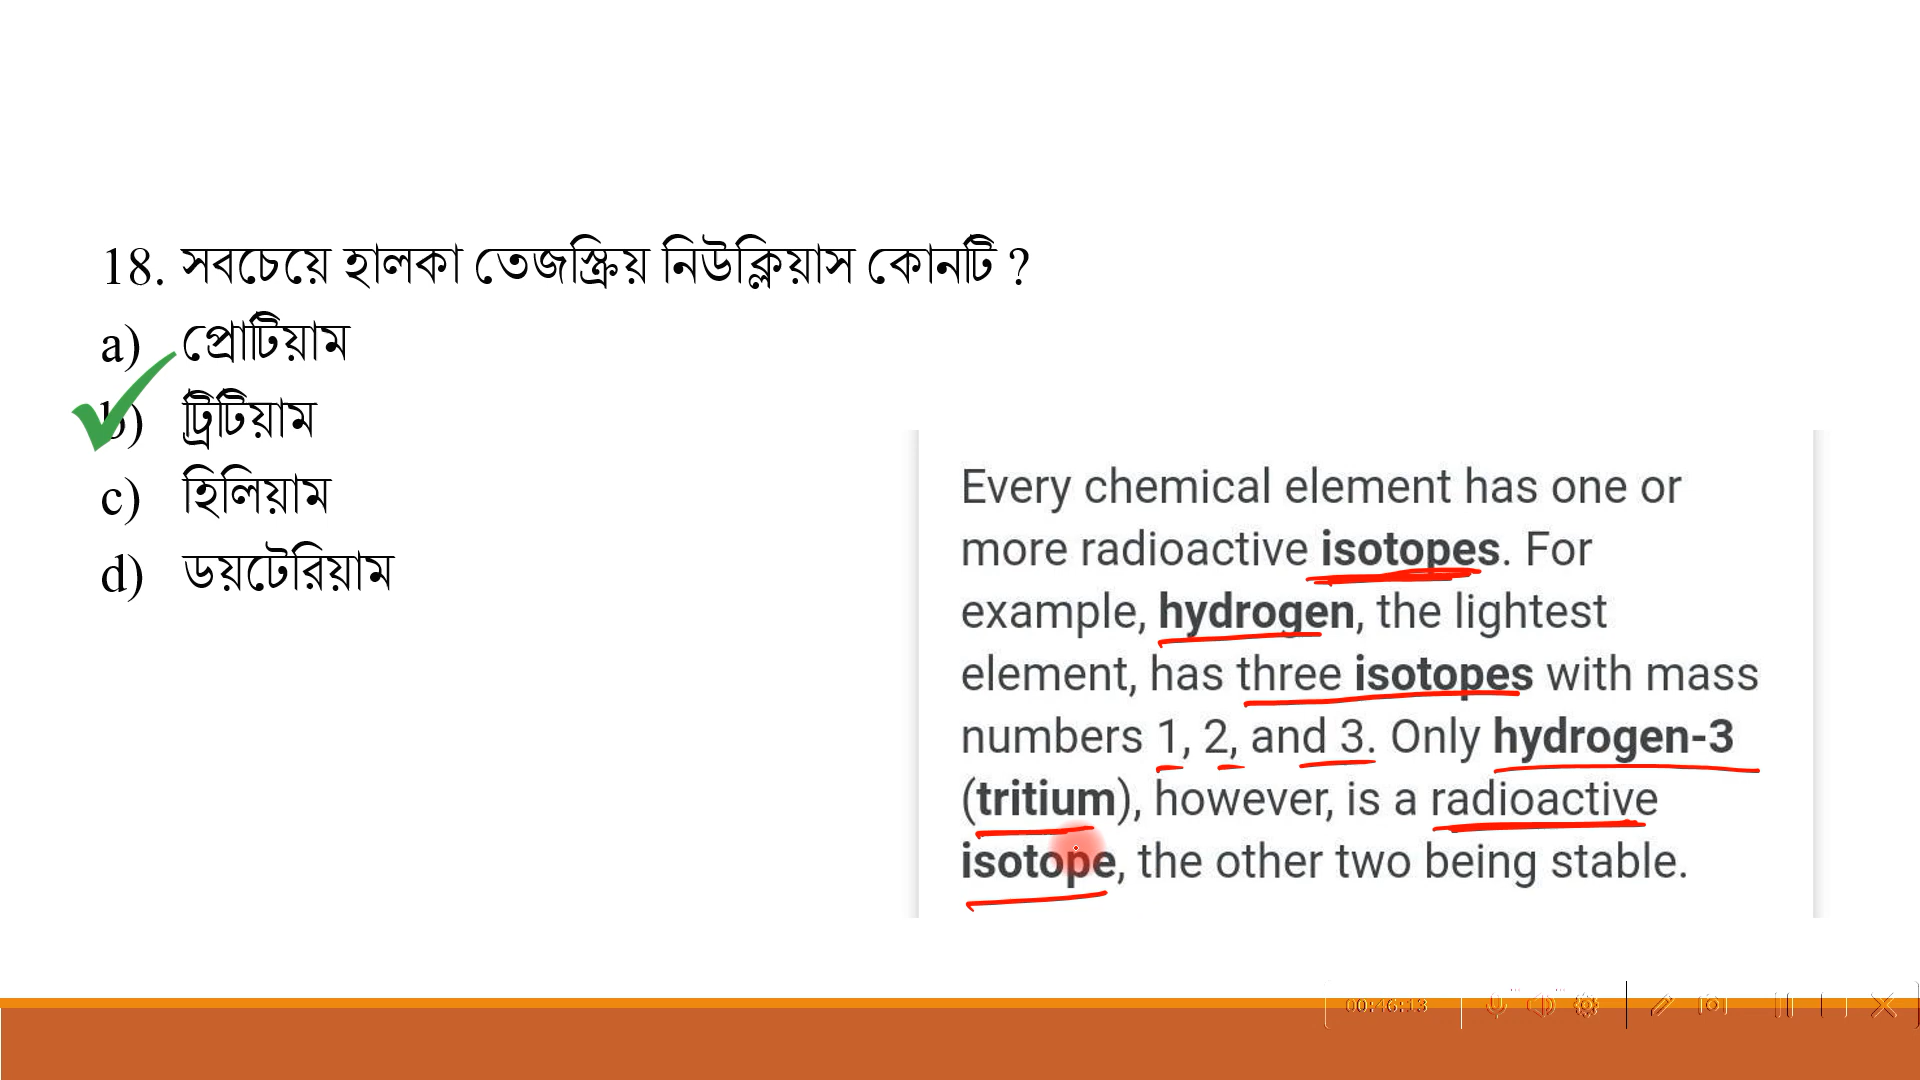 18. সবচেয়ে হালকা তেজস্ক্রিয় নিউক্লিয়াস কোনটি ?
a) প্রোটিয়াম
b) ট্রিটিয়াম
c) হিলিয়াম
d) ডয়টেরিয়াম
Every chemical element has one or
more radioactive isotopes. For
example, hydrogen, the lightest
element, has three isotopes with mass
numbers 1, 2, and 3. Only hydrogen-3
(tritium), however, is a radioactive
isotope, the other two being stable.
00:46:13